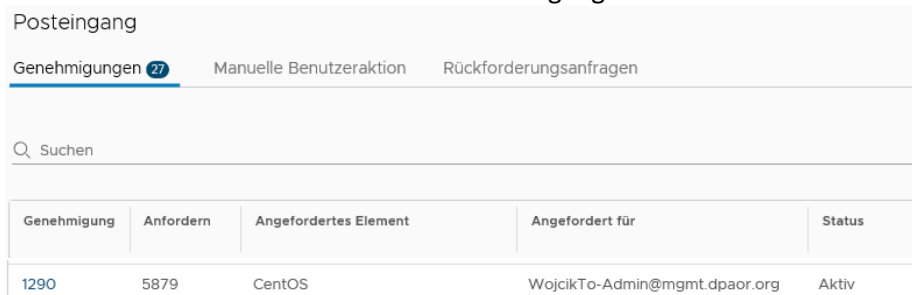 Posteingang
Genehmigungen 27 Manuelle Benutzeraktion Rückforderungsanfragen
Suchen
Genehmigung Anfordern Angefordertes Element Angefordert für Status
1290 5879 CentOS WojcikTo-Admin@mgmt.dpaor.org Aktiv